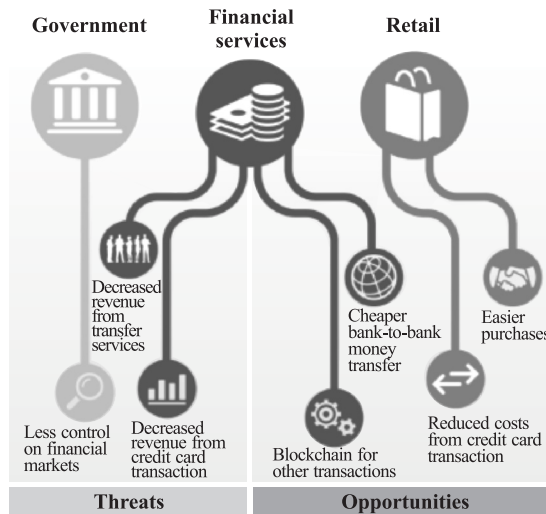 Government
Financial
services
Retail
Decreased
revenue
from
transfer
services
Cheaper
bank-to-bank
money
transfer
Easier
purchases
Less control
on financial
markets
Decreased
revenue from
credit card
transaction
Blockchain for
other transactions
Reduced costs
from credit card
transaction
Threats
Opportunities